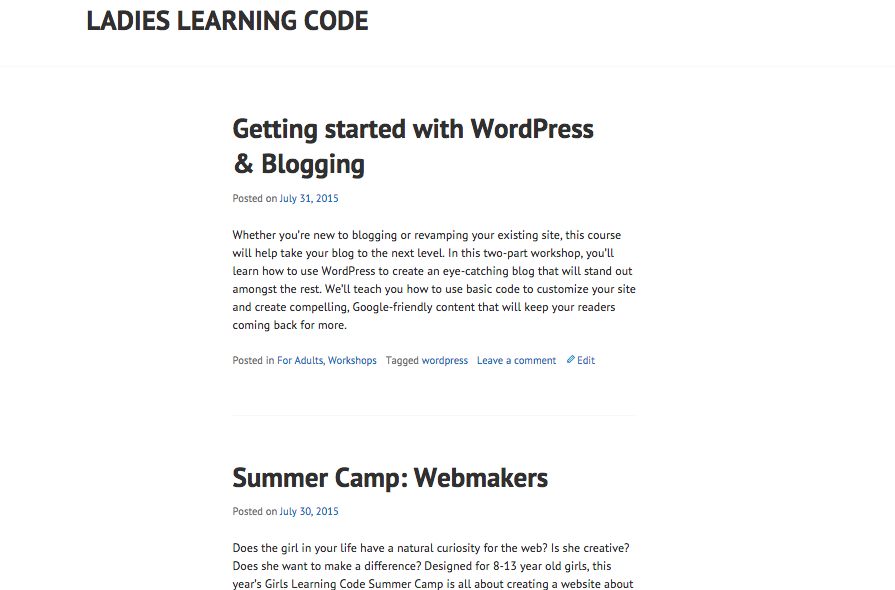 LADIES LEARNING CODE
Getting started with WordPress
& Blogging
Posted on July 31, 2015
Whether you're new to blogging or revamping your existing site, this course
will help take your blog to the next level. In this two-part workshop, you'll
learn how to use WordPress to create an eye-catching blog that will stand out
amongst the rest. We'll teach you how to use basic code to customize your site
and create compelling, Google-friendly content that will keep your readers
coming back for more.
Posted in For Adults, Workshops Tagged wordpress Leave a comment Edit
Summer Camp: Webmakers
Posted on July 30, 2015
Does the girl in your life have a natural curiosity for the web? Is she creative?
Does she want to make a difference? Designed for 8-13 year old girls, this
year's Girls Learning Code Summer Camp is all about creating a website about